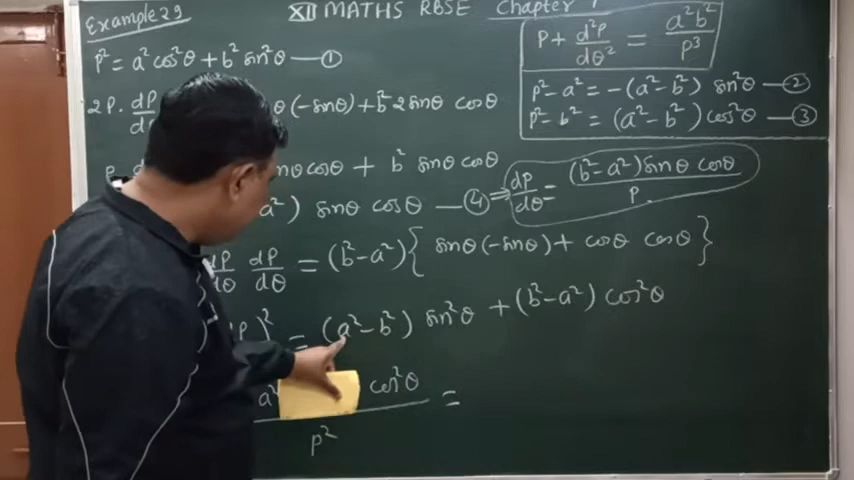 Example 29
XII MATHS RBSE Chapter
P² = a² cos²θ + b² sin²θ — ①
P + d²P/dθ² = a²b²/P³
P² - a² = -(a² - b²) sin²θ — ②
P² - b² = (a² - b²) cos²θ — ③
2P. dP/ θ(-sinθ) + b² 2sinθ cosθ
cosθ + b² sinθ cosθ
a²) sinθ cosθ — ④ ⇒ dP/dθ = (b² - a²) sinθ cosθ / P.
dP/dθ dP/dθ = (b² - a²) { sinθ(-sinθ) + cosθ cosθ }
)² = (a² - b²) sin²θ + (b² - a²) cos²θ
a² cos²θ / P² =